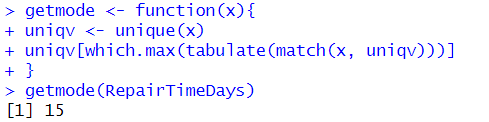 > getmode <- function(x){
+ uniqv <- unique(x)
+ uniqv[which.max(tabulate(match(x, uniqv)))]
+ }
> getmode(RepairTimeDays)
[1] 15